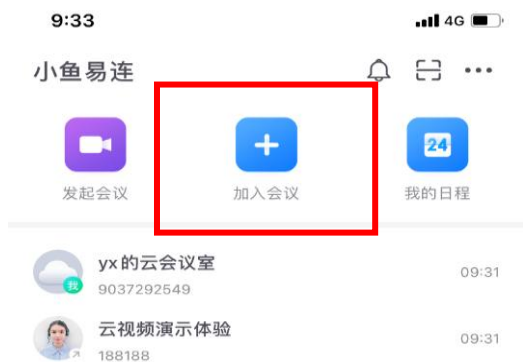 9:33 4G
小鱼易连
24
发起会议 加入会议 我的日程
yx的云会议室 09:31
我 9037292549
云视频演示体验 09:31
188188